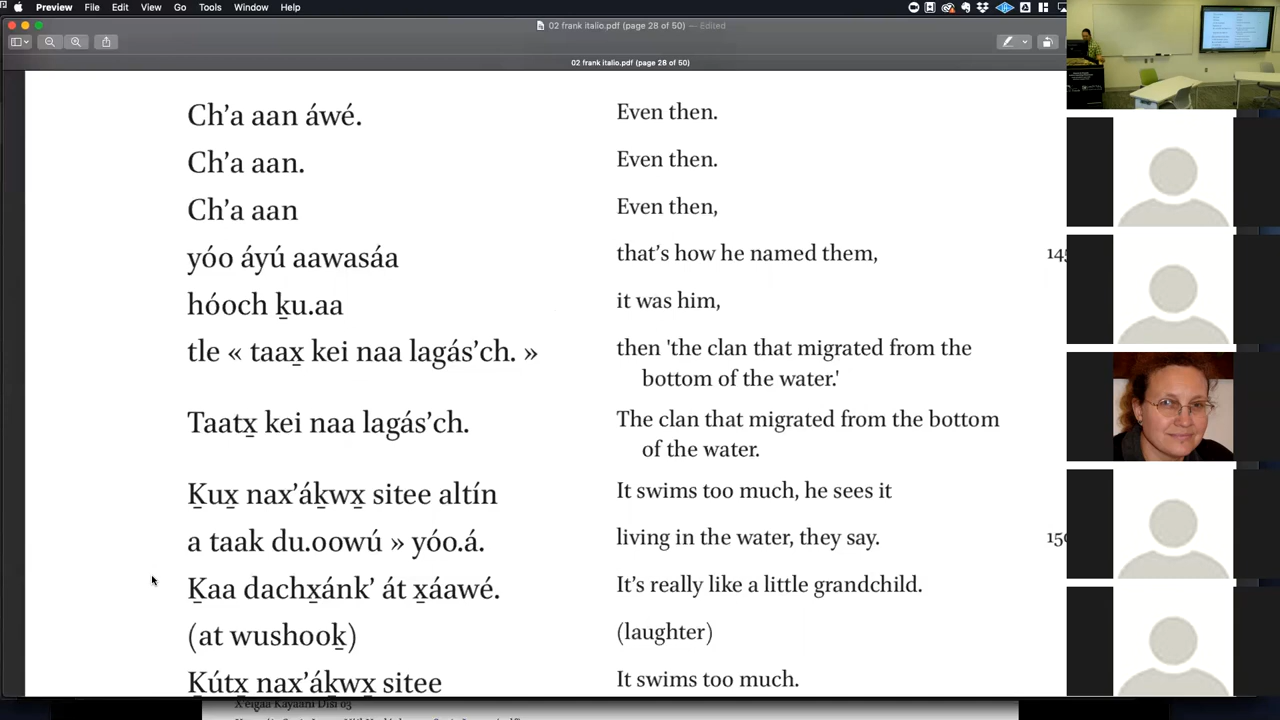 Preview File Edit View Go Tools Window Help
02 frank italio.pdf (page 28 of 50) — Edited
02 frank italio.pdf (page 28 of 50)
Ch’a aan áwé. Even then.
Ch’a aan. Even then.
Ch’a aan Even then,
yóo áyú aawasáa that’s how he named them, 145
hóoch ḵu.aa it was him,
tle « taax̱ kei naa lagás’ch. » then 'the clan that migrated from the
bottom of the water.'
Taatx̱ kei naa lagás’ch. The clan that migrated from the bottom
of the water.
Ḵux̱ nax’áḵwx̱ sitee altín It swims too much, he sees it
a taak du.oowú » yóo.á. living in the water, they say. 150
Ḵaa dachx̱ánk’ át x̱áawé. It’s really like a little grandchild.
(at wushooḵ) (laughter)
Ḵútx̱ nax’áḵwx̱ sitee It swims too much.
X’éigaa Kayaaní Disi 03